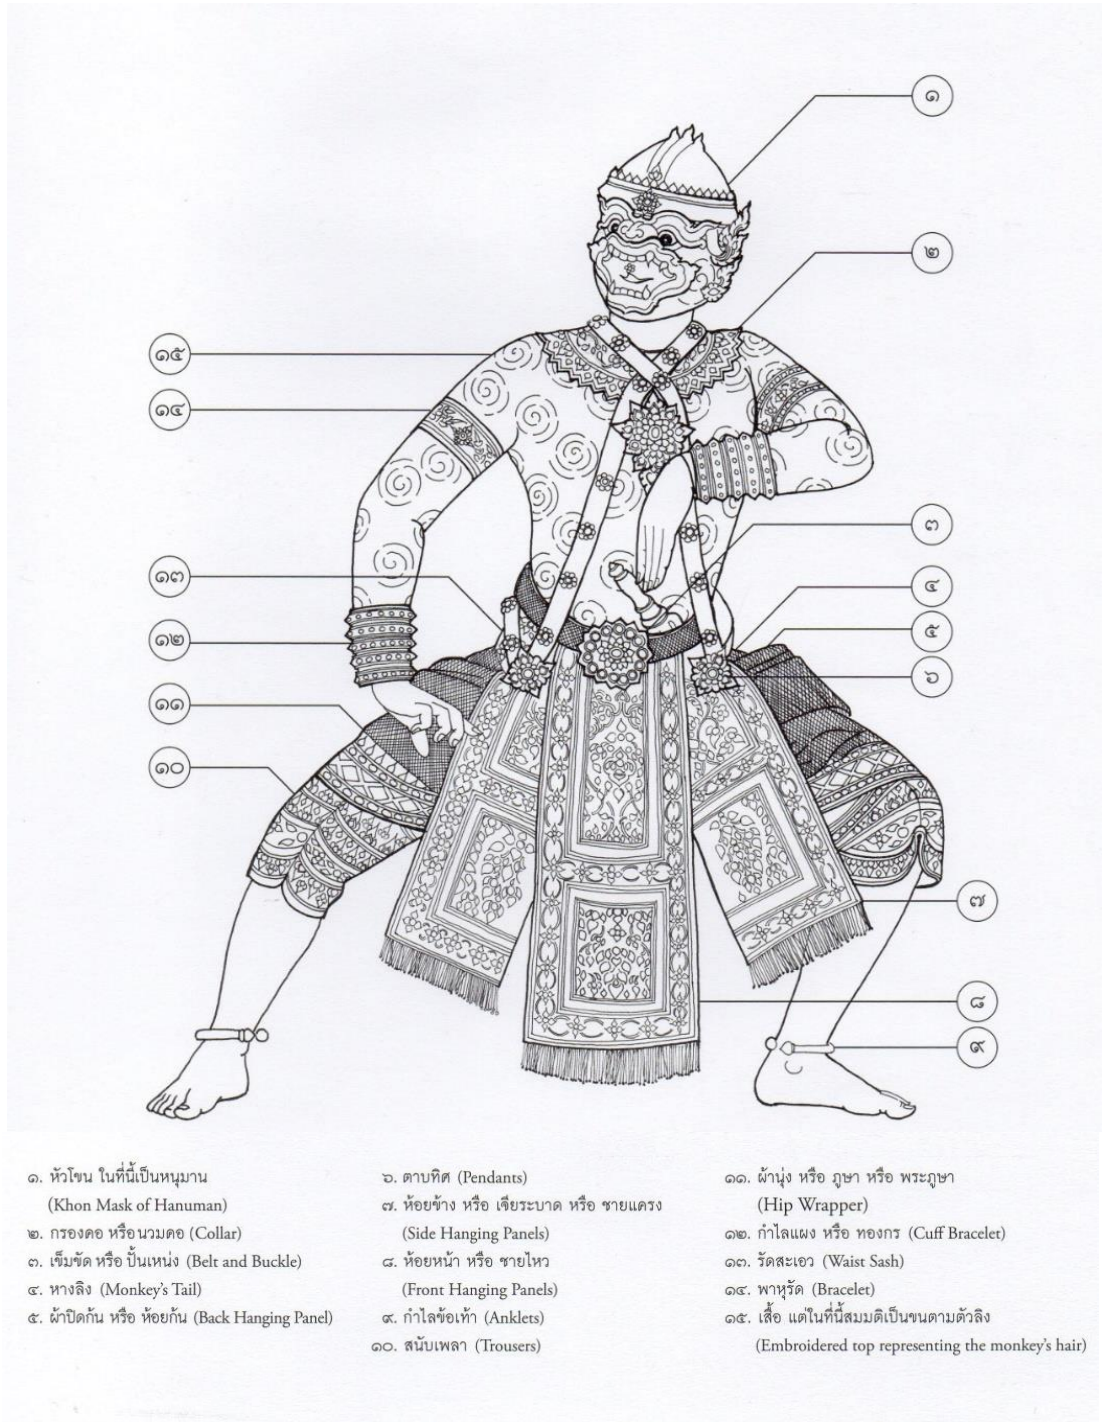 ๑
๒
๑๕
๑๔
๓
๑๓
๔
๑๒
๕
๖
๑๑
๑๐
๗
๘
๙
๑. หัวโขน ในที่นี้เป็นหนุมาน
(Khon Mask of Hanuman)
๒. กรองคอ หรือนวมคอ (Collar)
๓. เข็มขัด หรือ ปั้นเหน่ง (Belt and Buckle)
๔. หางลิง (Monkey's Tail)
๕. ผ้าปิดก้น หรือ ห้อยก้น (Back Hanging Panel)
๖. ตาบทิศ (Pendants)
๗. ห้อยข้าง หรือ เจียระบาด หรือ ชายแครง
(Side Hanging Panels)
๘. ห้อยหน้า หรือ ชายไหว
(Front Hanging Panels)
๙. กำไลข้อเท้า (Anklets)
๑๐. สนับเพลา (Trousers)
๑๑. ผ้านุ่ง หรือ ภูษา หรือ พระภูษา
(Hip Wrapper)
๑๒. กำไลแผง หรือ ทองกร (Cuff Bracelet)
๑๓. รัดสะเอว (Waist Sash)
๑๔. พาหุรัด (Bracelet)
๑๕. เสื้อ แต่ในที่นี้สมมติเป็นขนตามตัวลิง
(Embroidered top representing the monkey's hair)